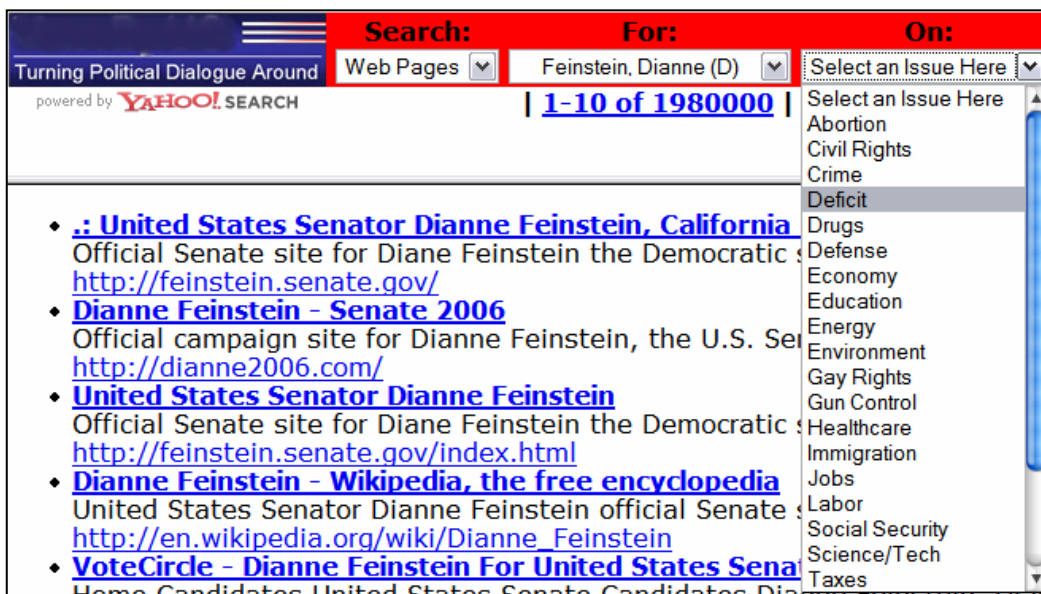 Search: For: On:
Turning Political Dialogue Around Web Pages Feinstein, Dianne (D) Select an Issue Here
powered by YAHOO! SEARCH | 1-10 of 1980000 |
Select an Issue Here
Abortion
Civil Rights
Crime
Deficit
Drugs
Defense
Economy
Education
Energy
Environment
Gay Rights
Gun Control
Healthcare
Immigration
Jobs
Labor
Social Security
Science/Tech
Taxes
• .: United States Senator Dianne Feinstein, California
Official Senate site for Diane Feinstein the Democratic
http://feinstein.senate.gov/
• Dianne Feinstein - Senate 2006
Official campaign site for Dianne Feinstein, the U.S.
http://dianne2006.com/
• United States Senator Dianne Feinstein
Official Senate site for Diane Feinstein the Democratic
http://feinstein.senate.gov/index.html
• Dianne Feinstein - Wikipedia, the free encyclopedia
United States Senator Dianne Feinstein official Senate
http://en.wikipedia.org/wiki/Dianne_Feinstein
• VoteCircle - Dianne Feinstein For United States
Home Candidates United States Senate Candidates